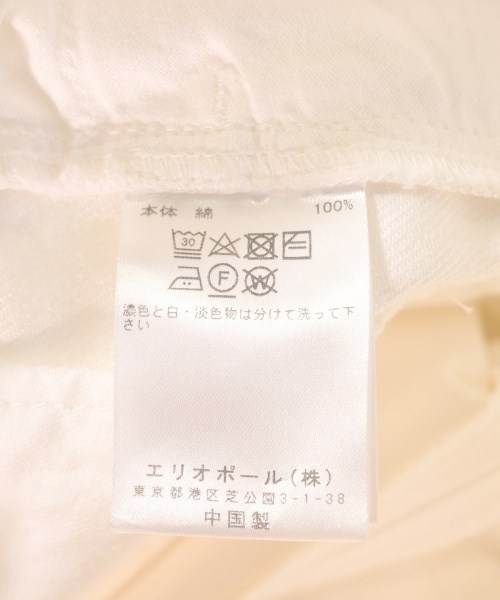 本体 綿 100%
30
F W
濃色と白・淡色物は分けて洗って下
さい
エリオポール(株)
東京都港区芝公園3-1-38
中国製